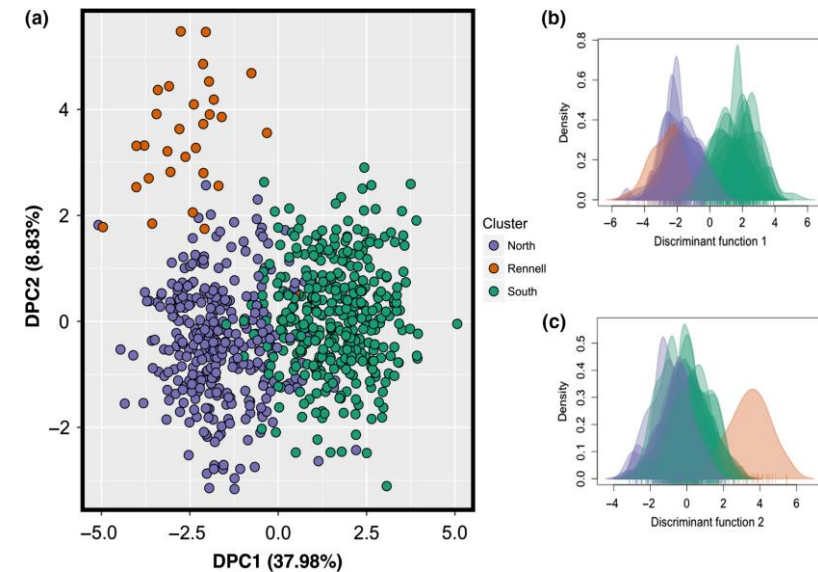 (a)
4
2
0
−2
DPC2 (8.83%)
−5.0 −2.5 0.0 2.5 5.0
DPC1 (37.98%)
Cluster
North
Rennell
South
(b)
0.8
0.6
0.4
0.2
0.0
Density
−6 −4 −2 0 2 4 6
Discriminant function 1
(c)
0.5
0.4
0.3
0.2
0.1
0.0
Density
−4 −2 0 2 4 6
Discriminant function 2